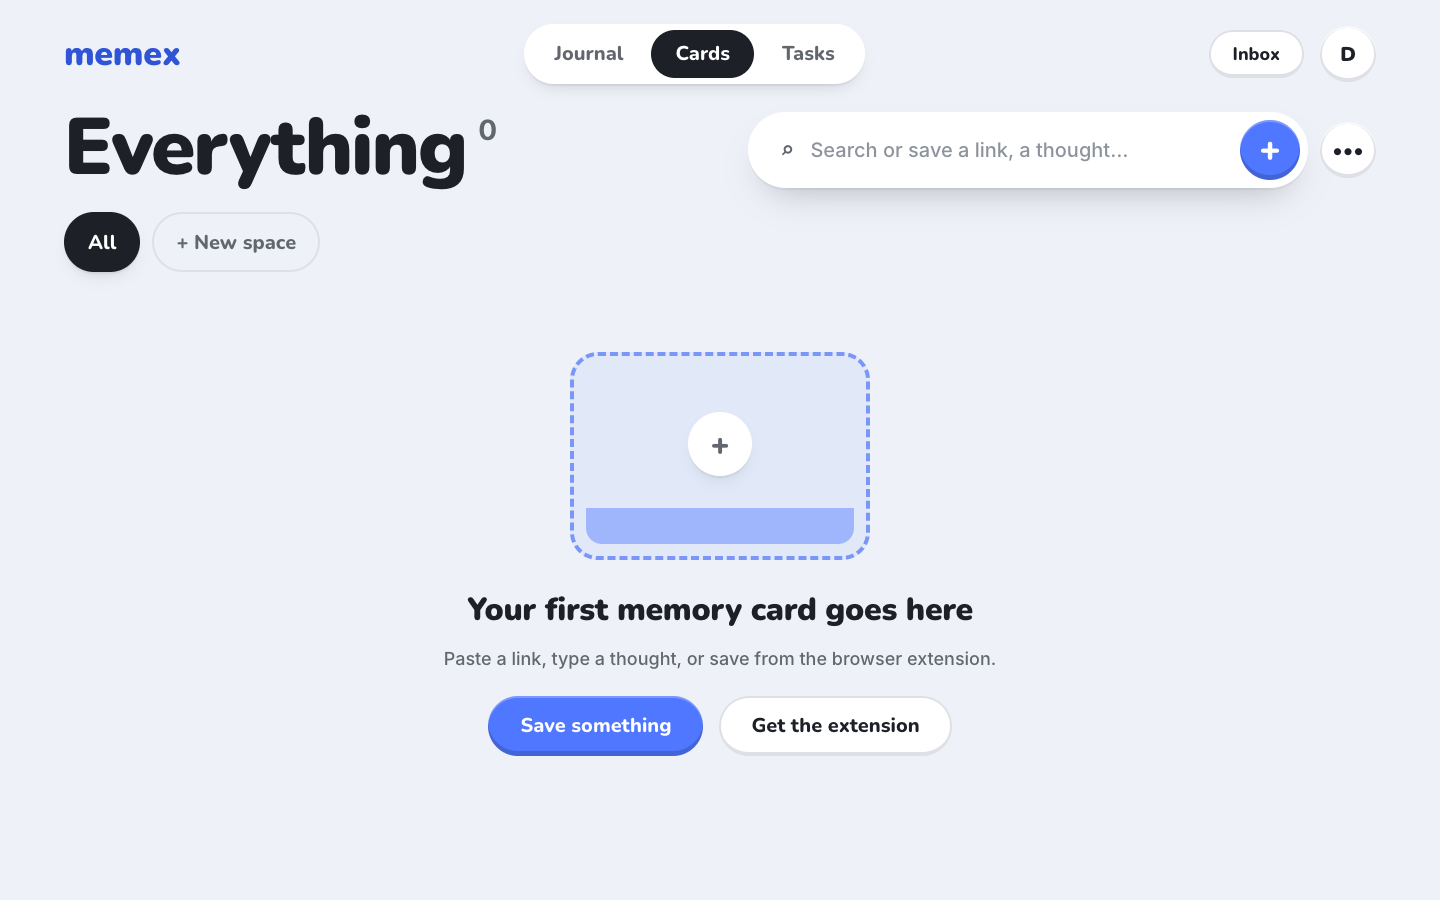 memex
Journal
Cards
Tasks
Inbox
D
Everything 0
Search or save a link, a thought...
+
•••
All
+ New space
+
Your first memory card goes here
Paste a link, type a thought, or save from the browser extension.
Save something
Get the extension